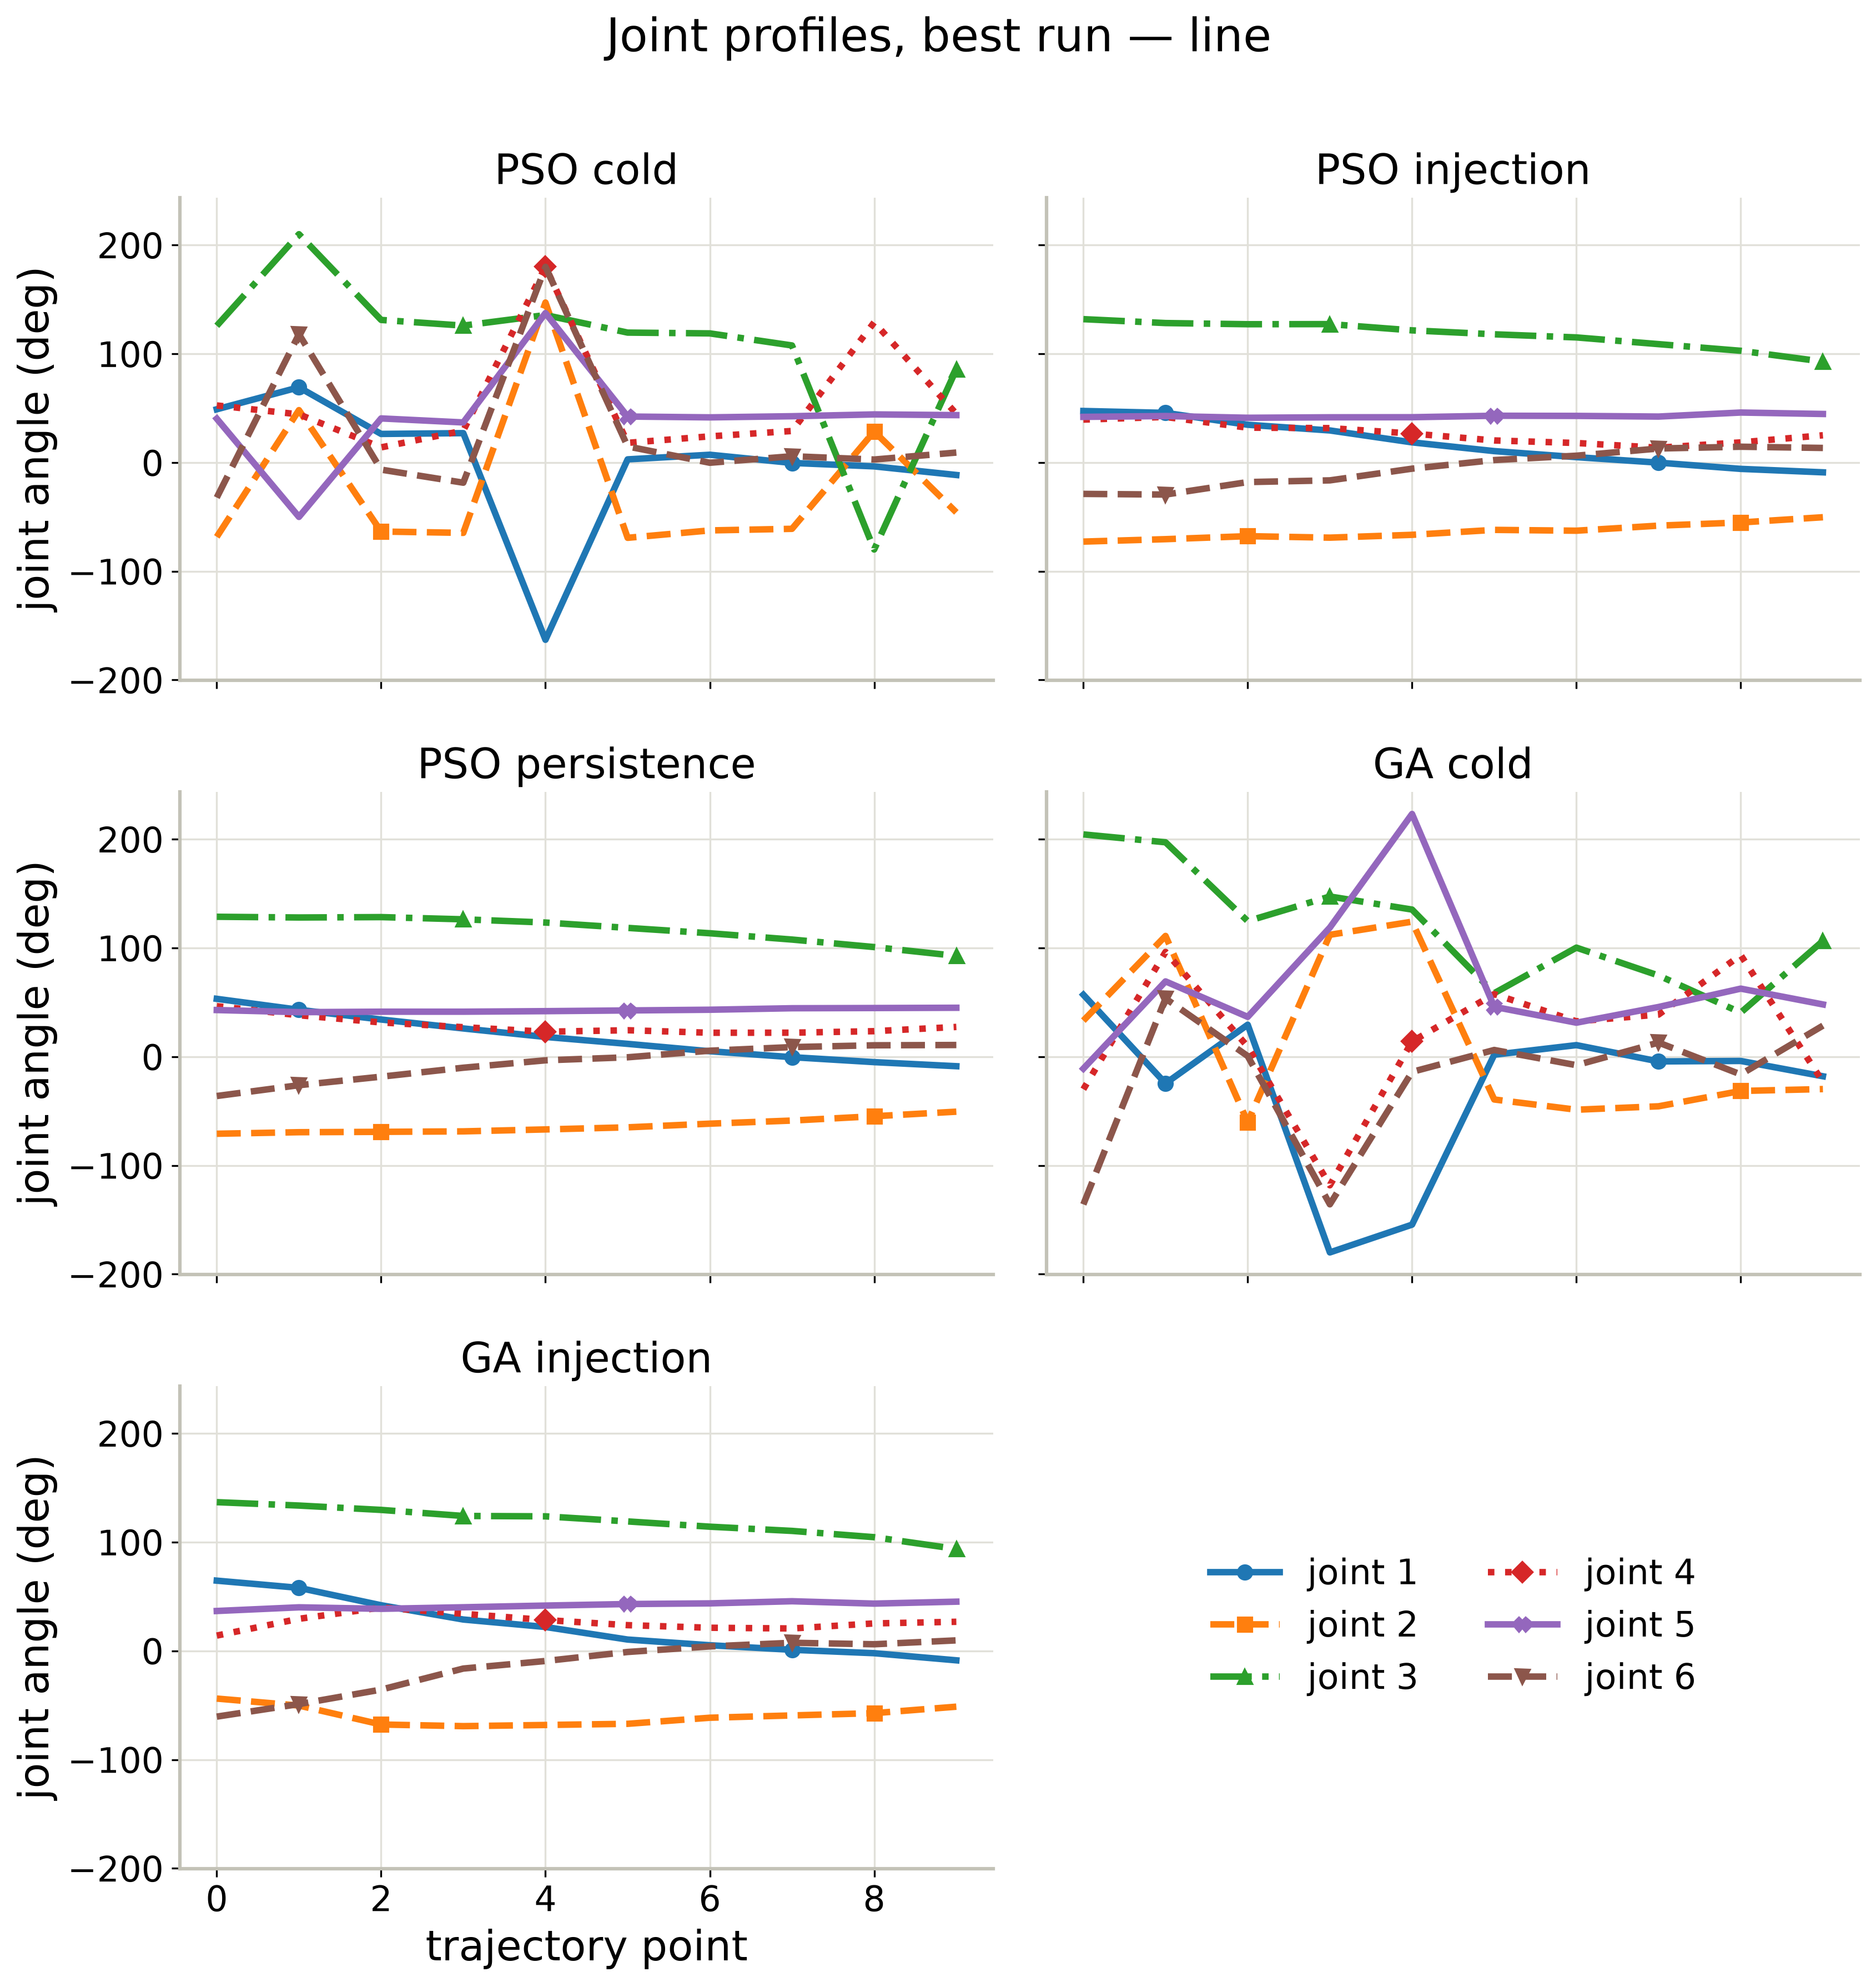 Joint profiles, best run — line
PSO cold
PSO injection
joint angle (deg)
200
100
0
−100
−200
PSO persistence
GA cold
joint angle (deg)
200
100
0
−100
−200
GA injection
joint angle (deg)
200
100
0
−100
−200
0 2 4 6 8
trajectory point
joint 1
joint 2
joint 3
joint 4
joint 5
joint 6